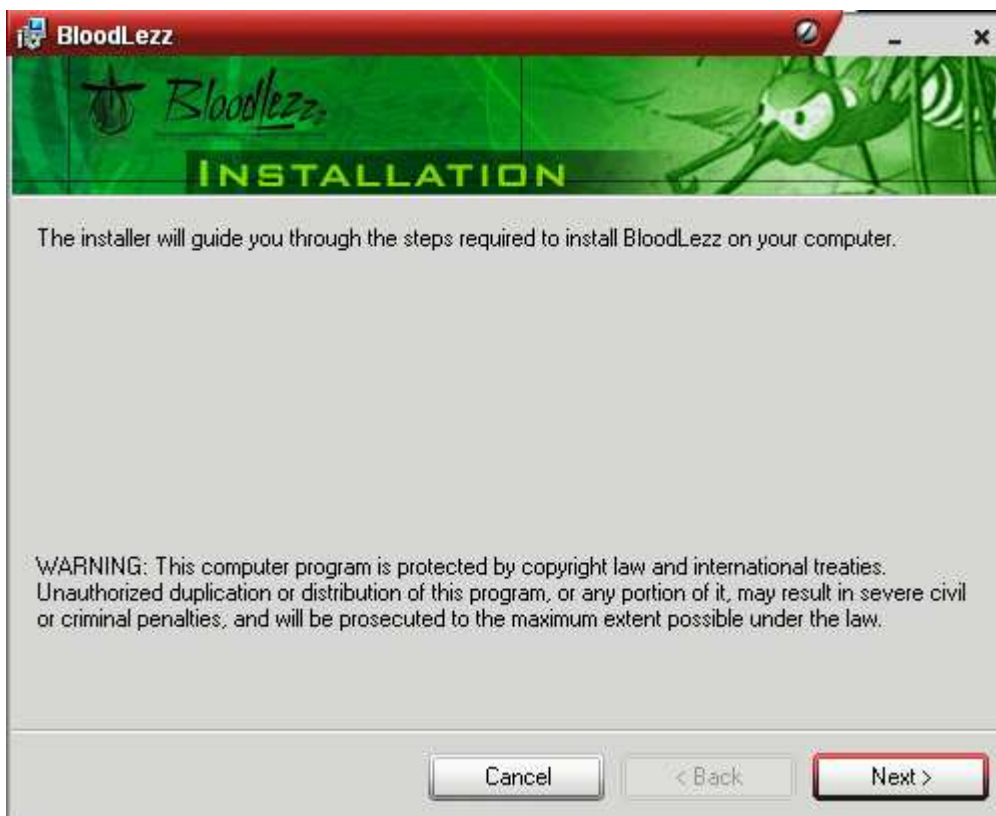 BloodLezz
Bloodlezz
INSTALLATION
The installer will guide you through the steps required to install BloodLezz on your computer.
WARNING: This computer program is protected by copyright law and international treaties.
Unauthorized duplication or distribution of this program, or any portion of it, may result in severe civil
or criminal penalties, and will be prosecuted to the maximum extent possible under the law.
Cancel
< Back
Next >